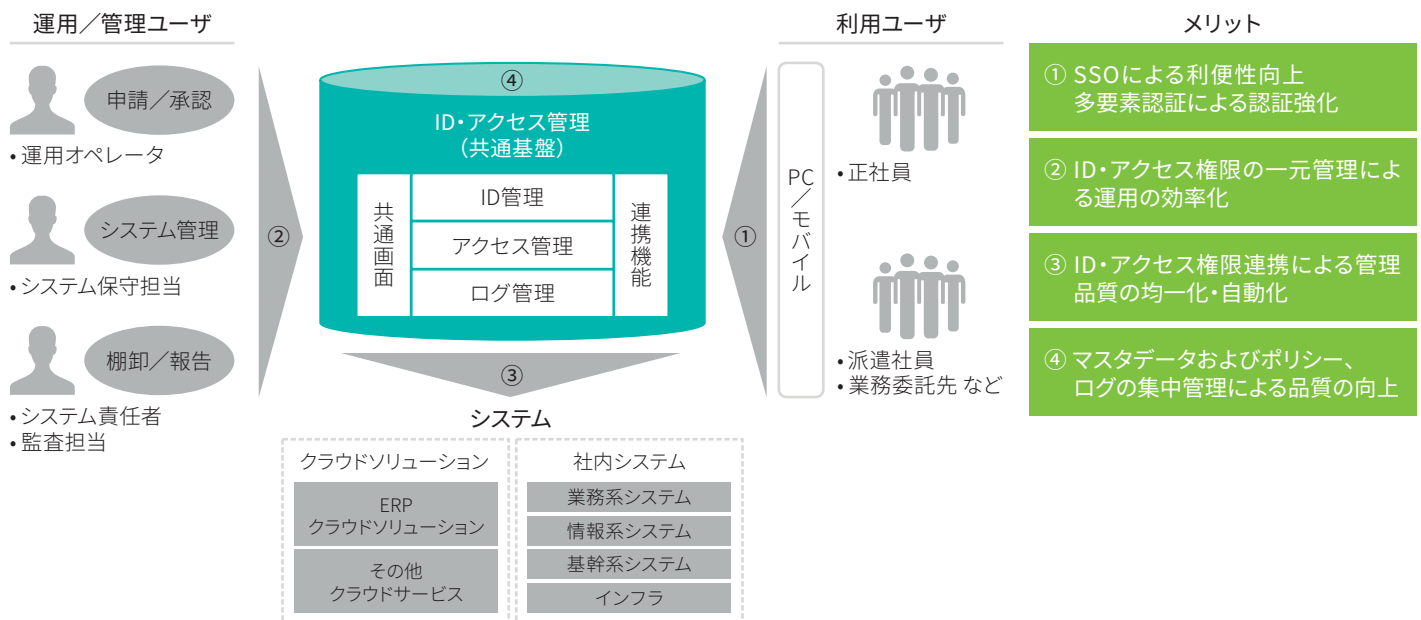 運用／管理ユーザ
申請／承認
• 運用オペレータ
システム管理
• システム保守担当
棚卸／報告
• システム責任者
• 監査担当
②
④
ID・アクセス管理
（共通基盤）
共通画面
ID管理
アクセス管理
ログ管理
連携機能
③
①
利用ユーザ
PC／モバイル
• 正社員
• 派遣社員
• 業務委託先 など
システム
クラウドソリューション
ERP
クラウドソリューション
その他
クラウドサービス
社内システム
業務系システム
情報系システム
基幹系システム
インフラ
メリット
① SSOによる利便性向上
多要素認証による認証強化
② ID・アクセス権限の一元管理によ
る運用の効率化
③ ID・アクセス権限連携による管理
品質の均一化・自動化
④ マスタデータおよびポリシー、
ログの集中管理による品質の向上